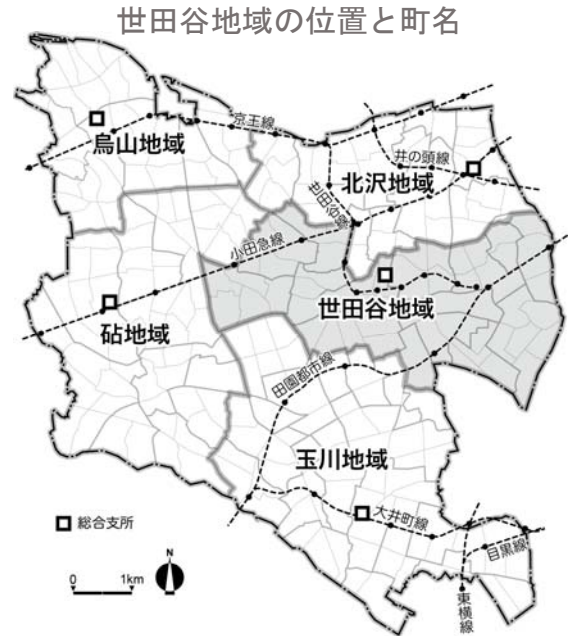 世田谷地域の位置と町名
京王線
烏山地域
井の頭線
北沢地域
世田谷線
小田急線
世田谷地域
砧地域
田園都市線
玉川地域
大井町線
総合支所
目黒線
N
0 1km
東横線